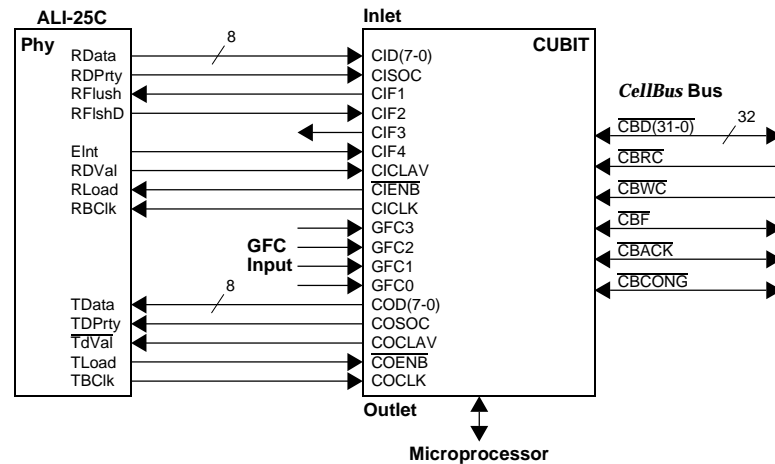 ALI-25C
Inlet
Phy
CUBIT
RData
8
CID(7-0)
RDPrty
CISOC
RFlush
CIF1
RFlshD
CIF2
CIF3
EInt
CIF4
RDVal
CICLAV
RLoad
CIENB
RBClk
CICLK
GFC Input
GFC3
GFC2
GFC1
GFC0
TData
8
COD(7-0)
TDPrty
COSOC
TdVal
COCLAV
TLoad
COENB
TBClk
COCLK
CellBus Bus
CBD(31-0)
32
CBRC
CBWC
CBF
CBACK
CBCONG
Outlet
Microprocessor